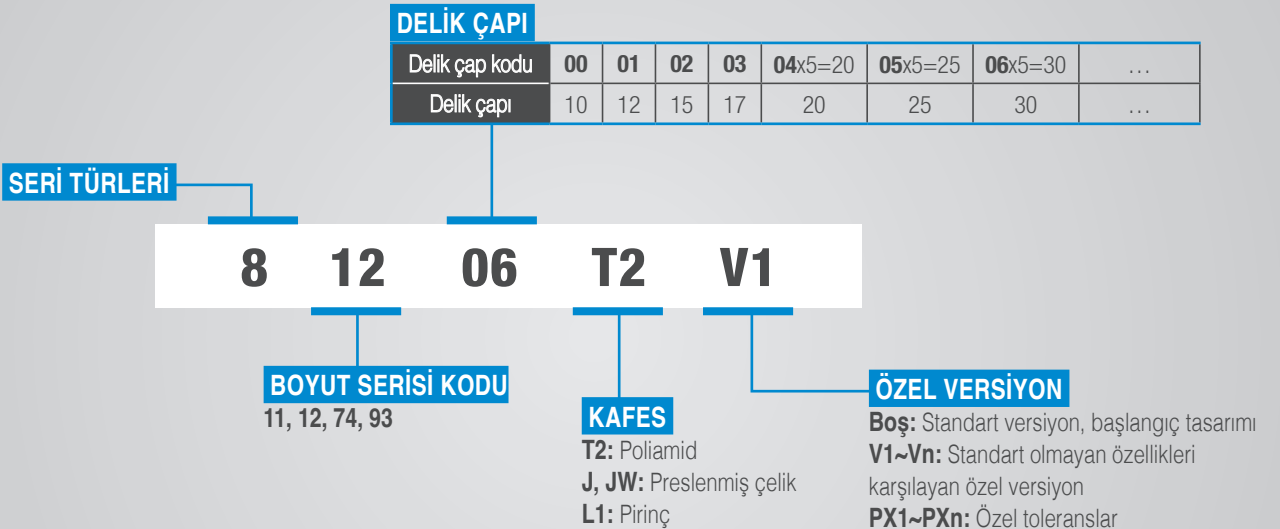 DELİK ÇAPI
Delik çap kodu 00 01 02 03 04x5=20 05x5=25 06x5=30 ...
Delik çapı 10 12 15 17 20 25 30 ...
SERİ TÜRLERİ
8 12 06 T2 V1
BOYUT SERİSİ KODU
11, 12, 74, 93
KAFES
T2: Poliamid
J, JW: Preslenmiş çelik
L1: Pirinç
ÖZEL VERSİYON
Boş: Standart versiyon, başlangıç tasarımı
V1~Vn: Standart olmayan özellikleri
karşılayan özel versiyon
PX1~PXn: Özel toleranslar